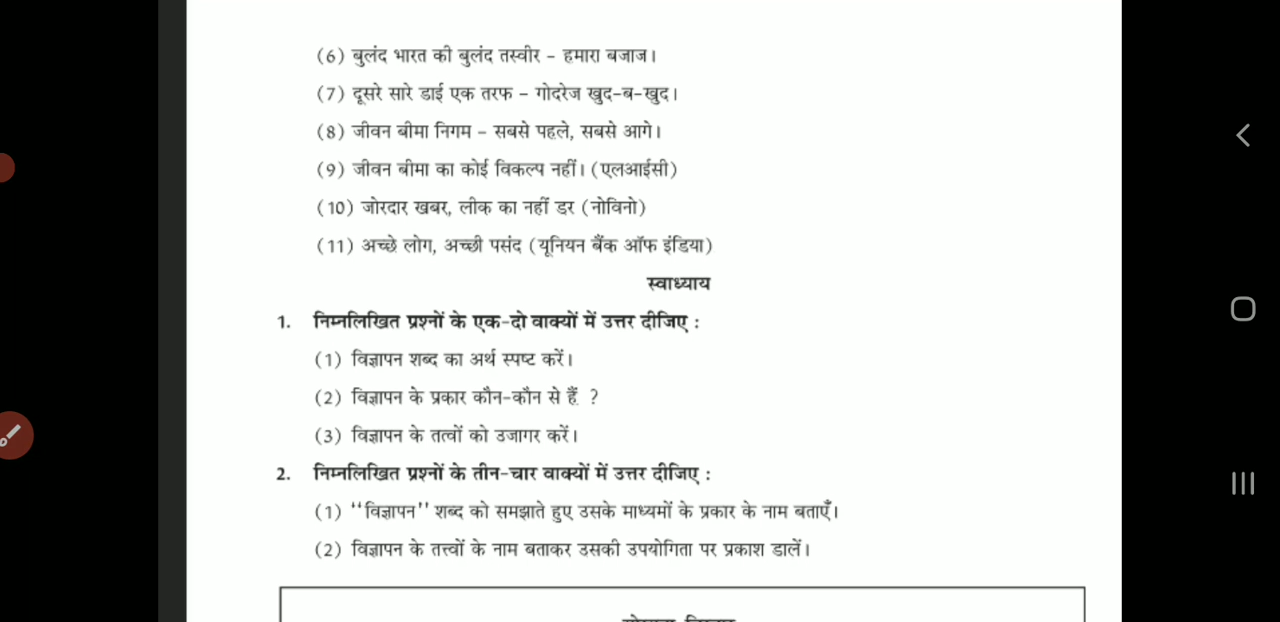 (6) बुलंद भारत की बुलंद तस्वीर - हमारा बजाज।
(7) दूसरे सारे डाई एक तरफ - गोदरेज खुद-ब-खुद।
(8) जीवन बीमा निगम - सबसे पहले, सबसे आगे।
(9) जीवन बीमा का कोई विकल्प नहीं। (एलआईसी)
(10) जोरदार खबर, लीक का नहीं डर (नोविनो)
(11) अच्छे लोग, अच्छी पसंद (यूनियन बैंक ऑफ इंडिया)
स्वाध्याय
1. निम्नलिखित प्रश्नों के एक-दो वाक्यों में उत्तर दीजिए :
(1) विज्ञापन शब्द का अर्थ स्पष्ट करें।
(2) विज्ञापन के प्रकार कौन-कौन से हैं ?
(3) विज्ञापन के तत्वों को उजागर करें।
2. निम्नलिखित प्रश्नों के तीन-चार वाक्यों में उत्तर दीजिए :
(1) ‘‘विज्ञापन’’ शब्द को समझाते हुए उसके माध्यमों के प्रकार के नाम बताएँ।
(2) विज्ञापन के तत्त्वों के नाम बताकर उसकी उपयोगिता पर प्रकाश डालें।